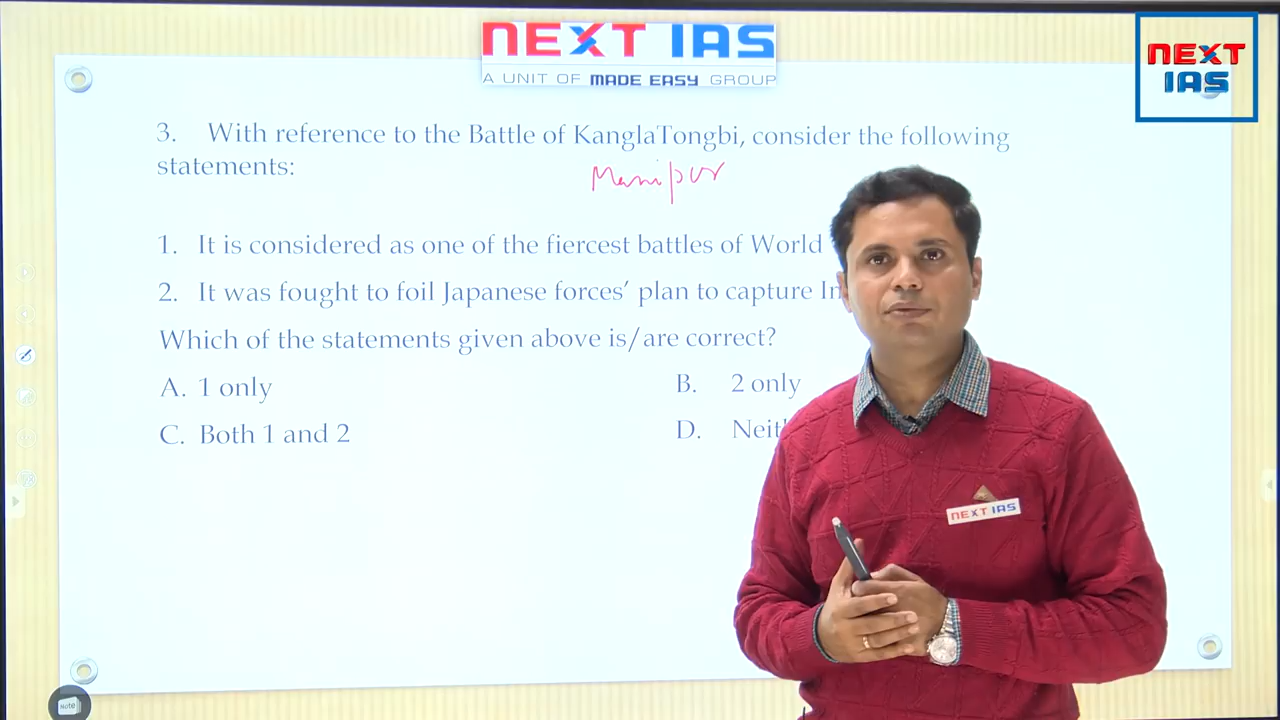 NEXT IAS
A UNIT OF MADE EASY GROUP
NEXT
IAS
3. With reference to the Battle of KanglaTongbi, consider the following
statements:
Manipur
1. It is considered as one of the fiercest battles of World
2. It was fought to foil Japanese forces’ plan to capture
Which of the statements given above is/are correct?
A. 1 only
B. 2 only
C. Both 1 and 2
D.
NEXT IAS
Note